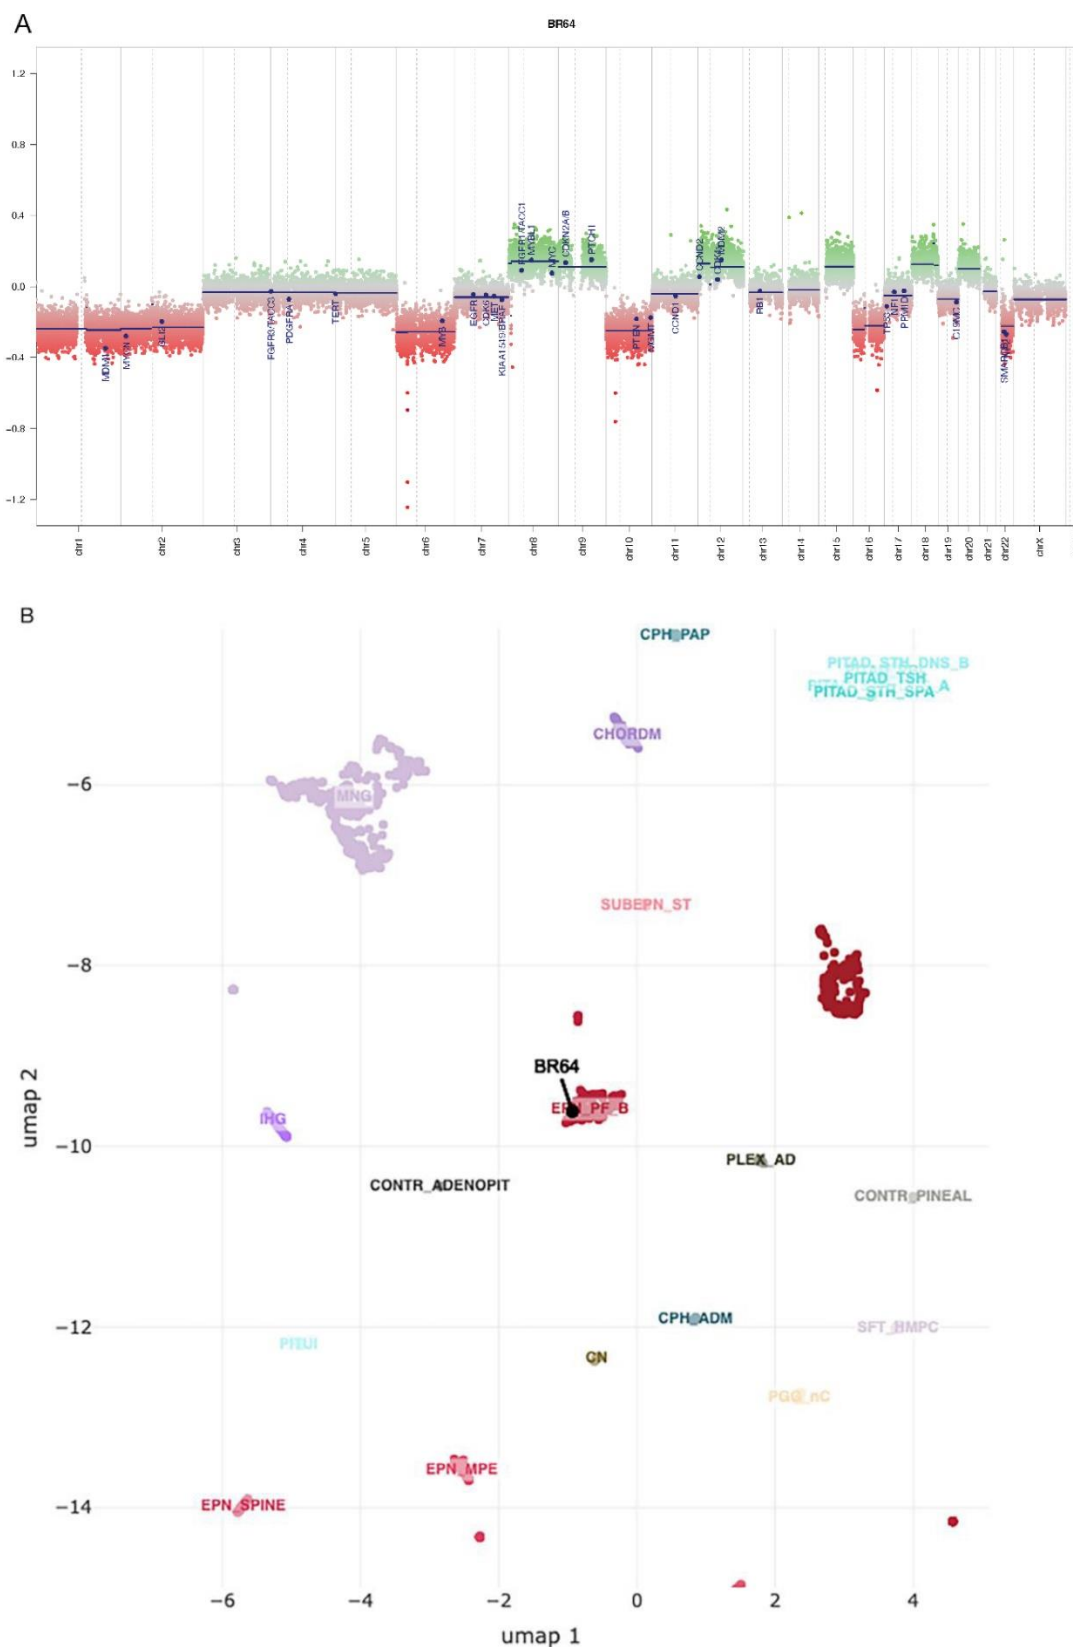 A
BR64
1.2
0.8
0.4
0.0
−0.4
−0.8
−1.2
MDM4
MYCN
GLI2
FGFR3/TACC3
PDGFRA
TERT
MYB
EGFR
CDK6
MET
KIAA1549/BRAF
FGFR1/TACC1
MYBL1
MYC
CDKN2A/B
PTCH1
PTEN
MGMT
CCND1
CCND2
CDK4
MDM2
RB1
TP53
NF1
PPM1D
C19MC
SMARCB1
chr1
chr2
chr3
chr4
chr5
chr6
chr7
chr8
chr9
chr10
chr11
chr12
chr13
chr14
chr15
chr16
chr17
chr18
chr19
chr20
chr21
chr22
chrX
B
CPH_PAP
PITAD_STH_DNS_B
PITAD_TSH
PITAD_STH_SPA_A
CHORDM
−6
MNG
SUBEPN_ST
−8
BR64
EPN_PF_B
IHG
−10
PLEX_AD
CONTR_ADENOPIT
CONTR_PINEAL
CPH_ADM
−12
SFT_HMPC
PITUI
CN
PGG_nC
EPN_MPE
EPN_SPINE
−14
−6
−4
−2
0
2
4
umap 1
umap 2